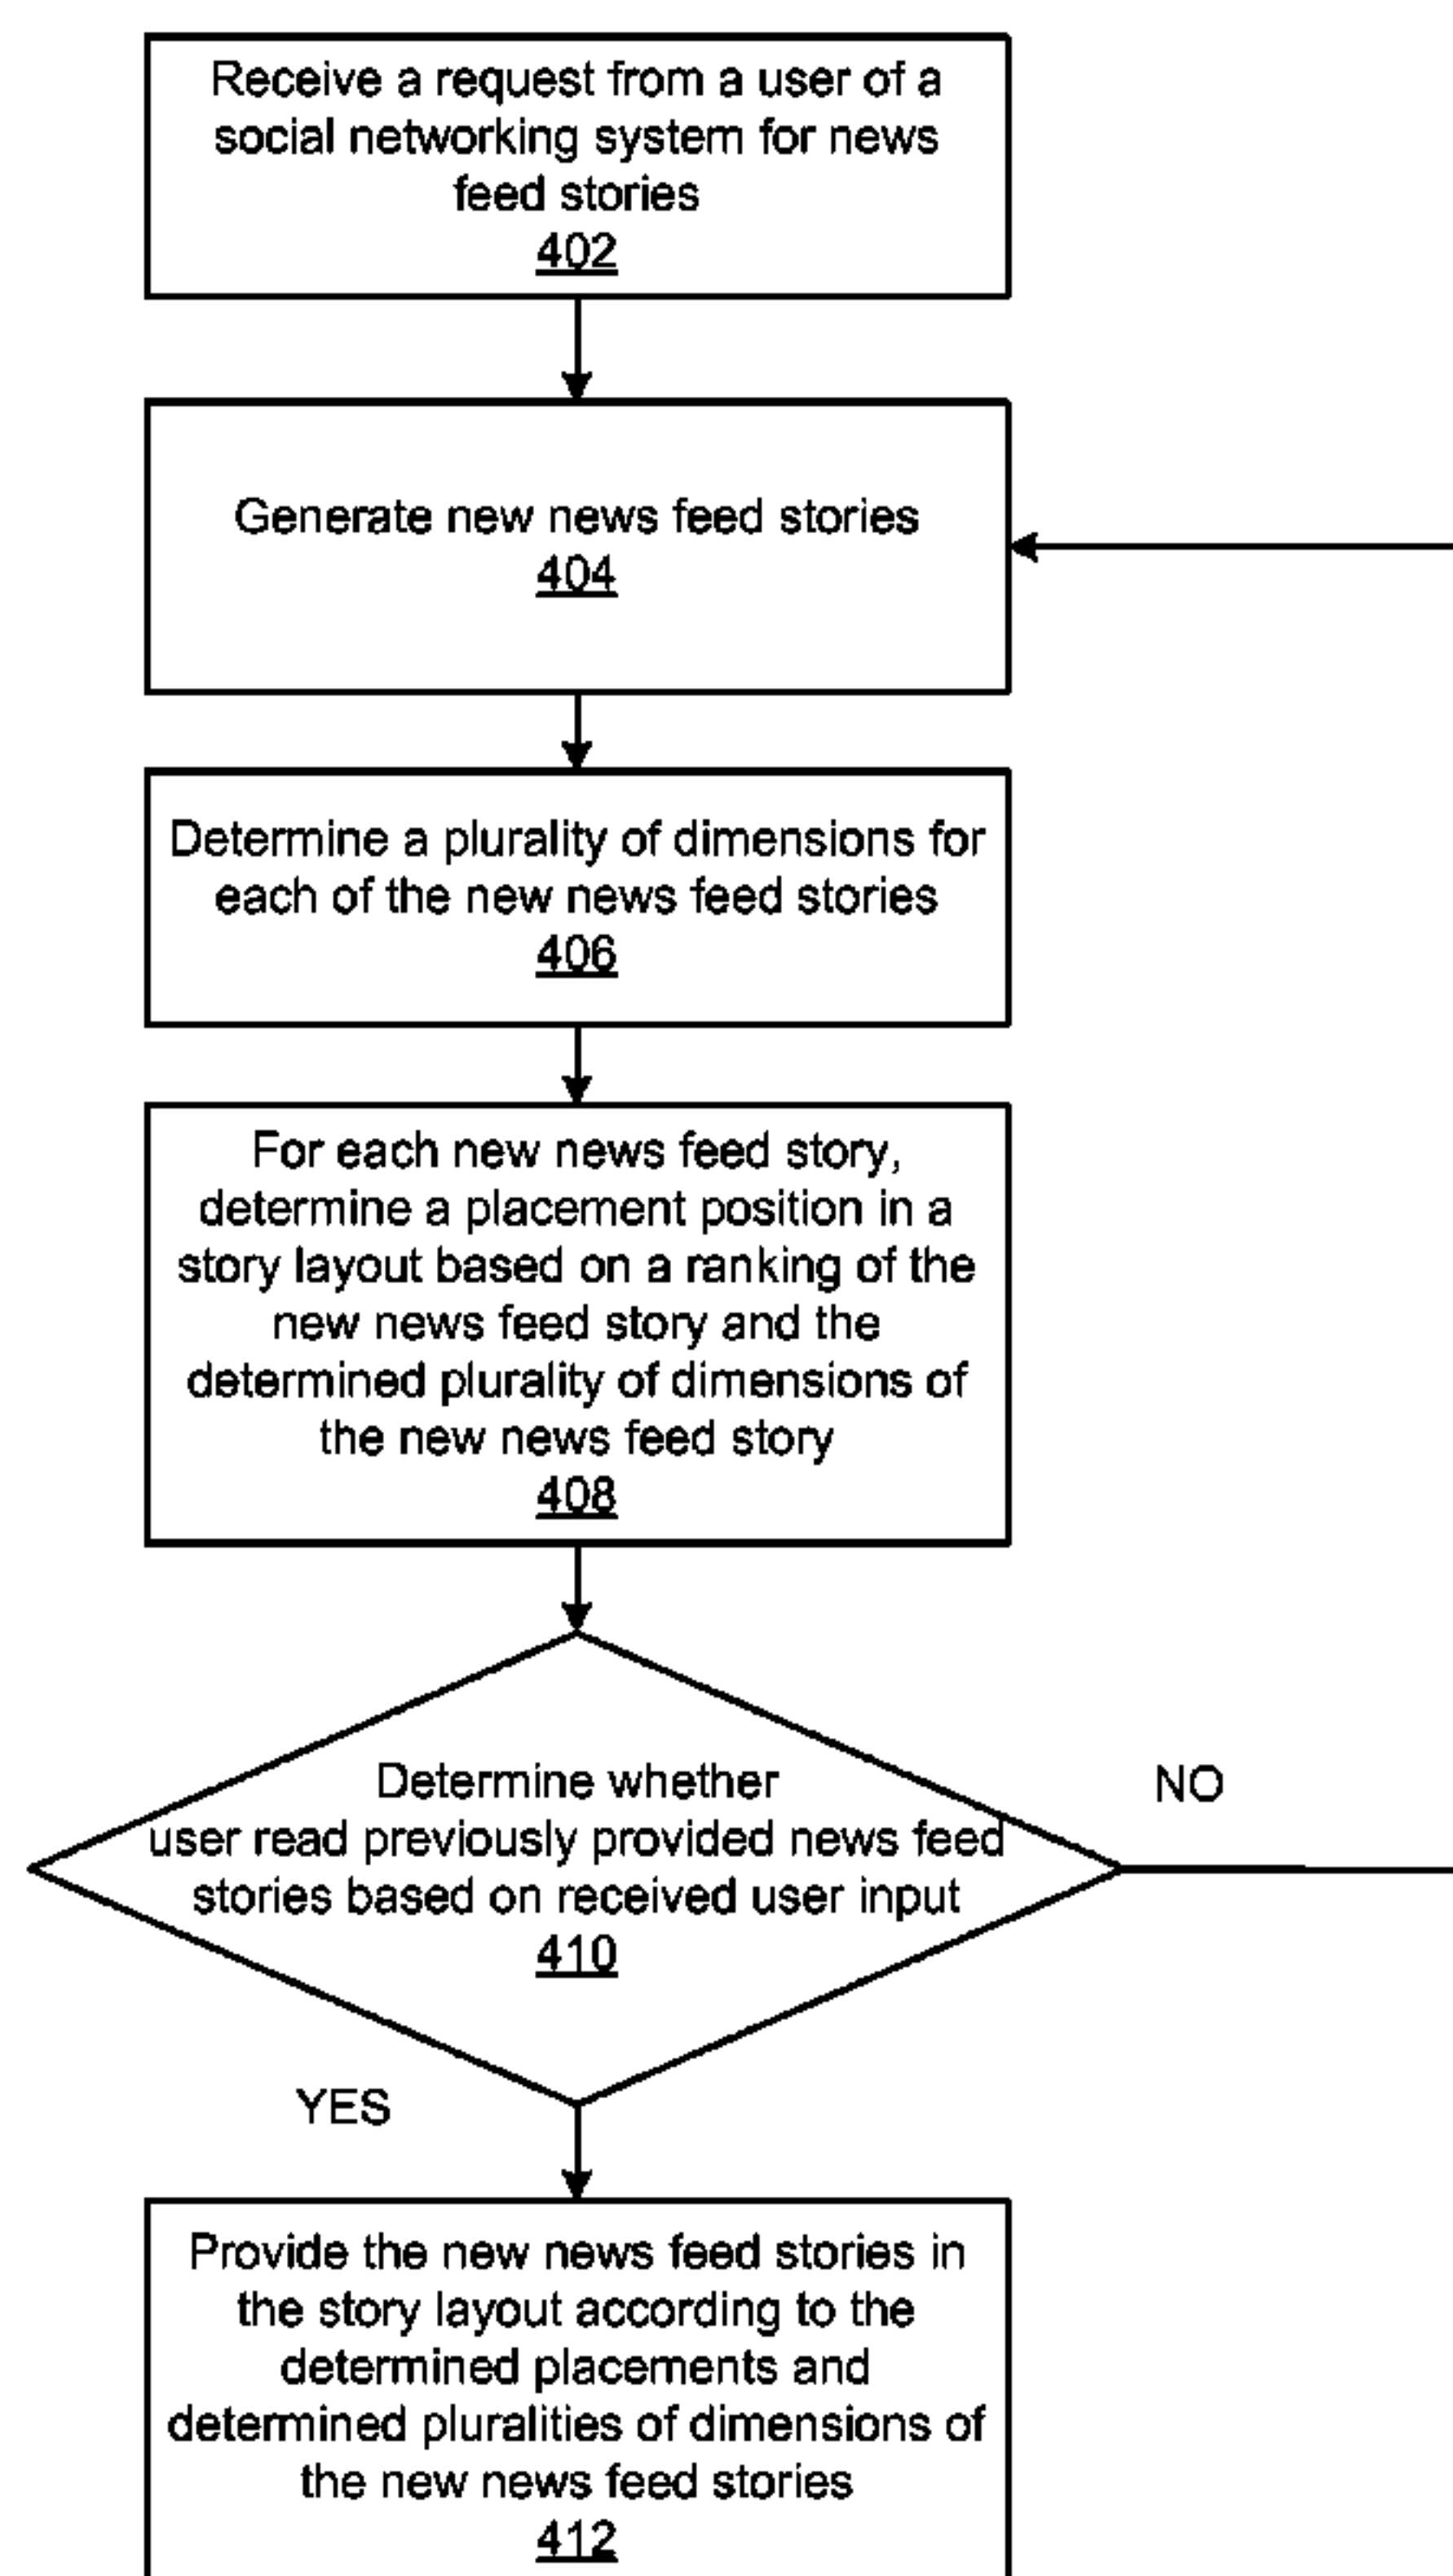 Receive a request from a user of a
social networking system for news
feed stories
402
Generate new news feed stories
404
Determine a plurality of dimensions for
each of the new news feed stories
406
For each new news feed story,
determine a placement position in a
story layout based on a ranking of the
new news feed story and the
determined plurality of dimensions of
the new news feed story
408
Determine whether
user read previously provided news feed
stories based on received user input
410
NO
YES
Provide the new news feed stories in
the story layout according to the
determined placements and
determined pluralities of dimensions of
the new news feed stories
412